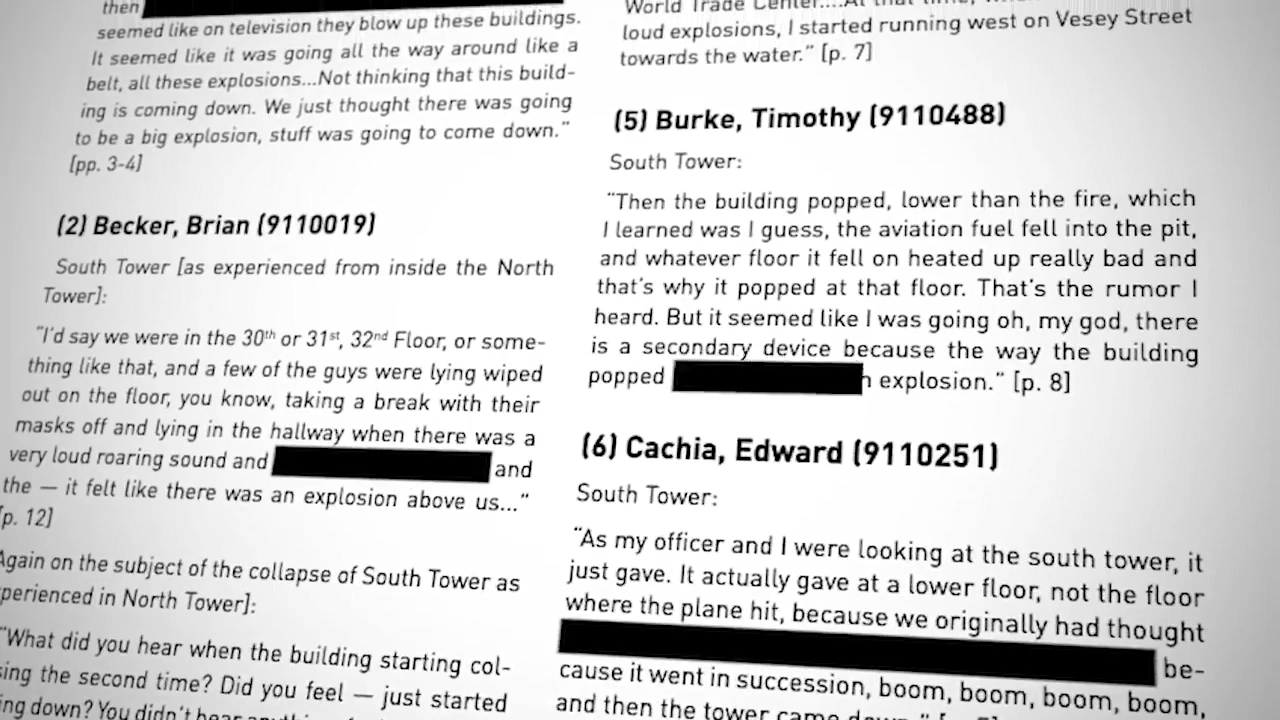 then
seemed like on television they blow up these buildings.
It seemed like it was going all the way around like a
belt, all these explosions...Not thinking that this build-
ing is coming down. We just thought there was going
to be a big explosion, stuff was going to come down."
[pp. 3-4]
(2) Becker, Brian (9110019)
South Tower [as experienced from inside the North
Tower]:
"I'd say we were in the 30th or 31st, 32nd Floor, or some-
thing like that, and a few of the guys were lying wiped
out on the floor, you know, taking a break with their
masks off and lying in the hallway when there was a
very loud roaring sound and and
the — it felt like there was an explosion above us..."
[p. 12]
Again on the subject of the collapse of South Tower as
perienced in North Tower]:
"What did you hear when the building starting col-
sing the second time? Did you feel — just started
ing down? You didn't hear
World Trade Center....At that time,
loud explosions, I started running west on Vesey Street
towards the water." [p. 7]
(5) Burke, Timothy (9110488)
South Tower:
"Then the building popped, lower than the fire, which
I learned was I guess, the aviation fuel fell into the pit,
and whatever floor it fell on heated up really bad and
that's why it popped at that floor. That's the rumor I
heard. But it seemed like I was going oh, my god, there
is a secondary device because the way the building
popped n explosion." [p. 8]
(6) Cachia, Edward (9110251)
South Tower:
"As my officer and I were looking at the south tower, it
just gave. It actually gave at a lower floor, not the floor
where the plane hit, because we originally had thought
be-
cause it went in succession, boom, boom, boom, boom,
and then the tower came down."